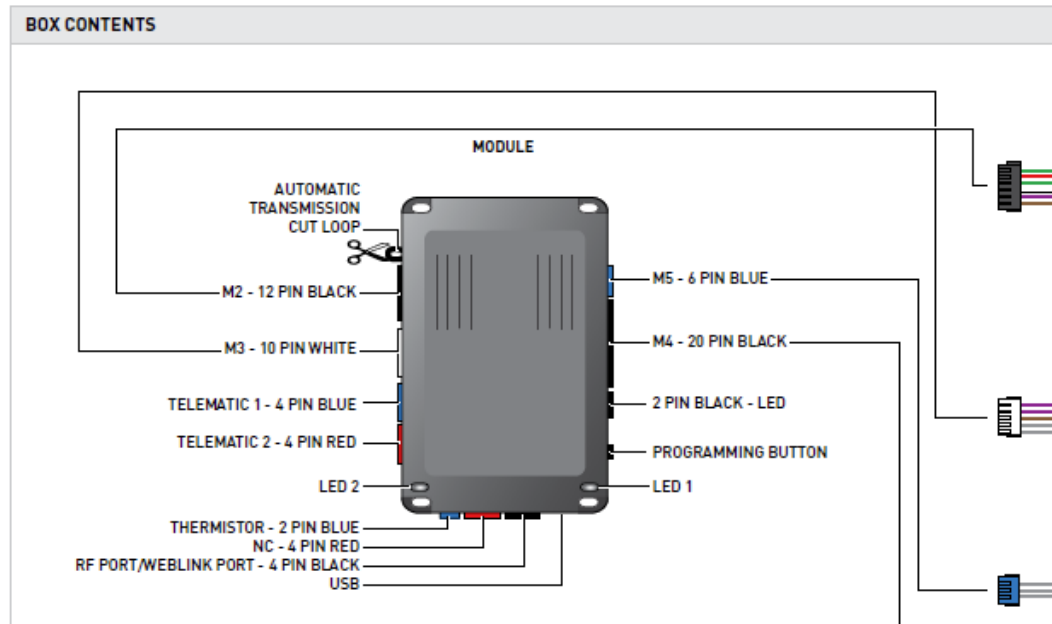 BOX CONTENTS
MODULE
AUTOMATIC
TRANSMISSION
CUT LOOP
M2 - 12 PIN BLACK
M3 - 10 PIN WHITE
TELEMATIC 1 - 4 PIN BLUE
TELEMATIC 2 - 4 PIN RED
LED 2
THERMISTOR - 2 PIN BLUE
NC - 4 PIN RED
RF PORT/WEBLINK PORT - 4 PIN BLACK
USB
M5 - 6 PIN BLUE
M4 - 20 PIN BLACK
2 PIN BLACK - LED
PROGRAMMING BUTTON
LED 1